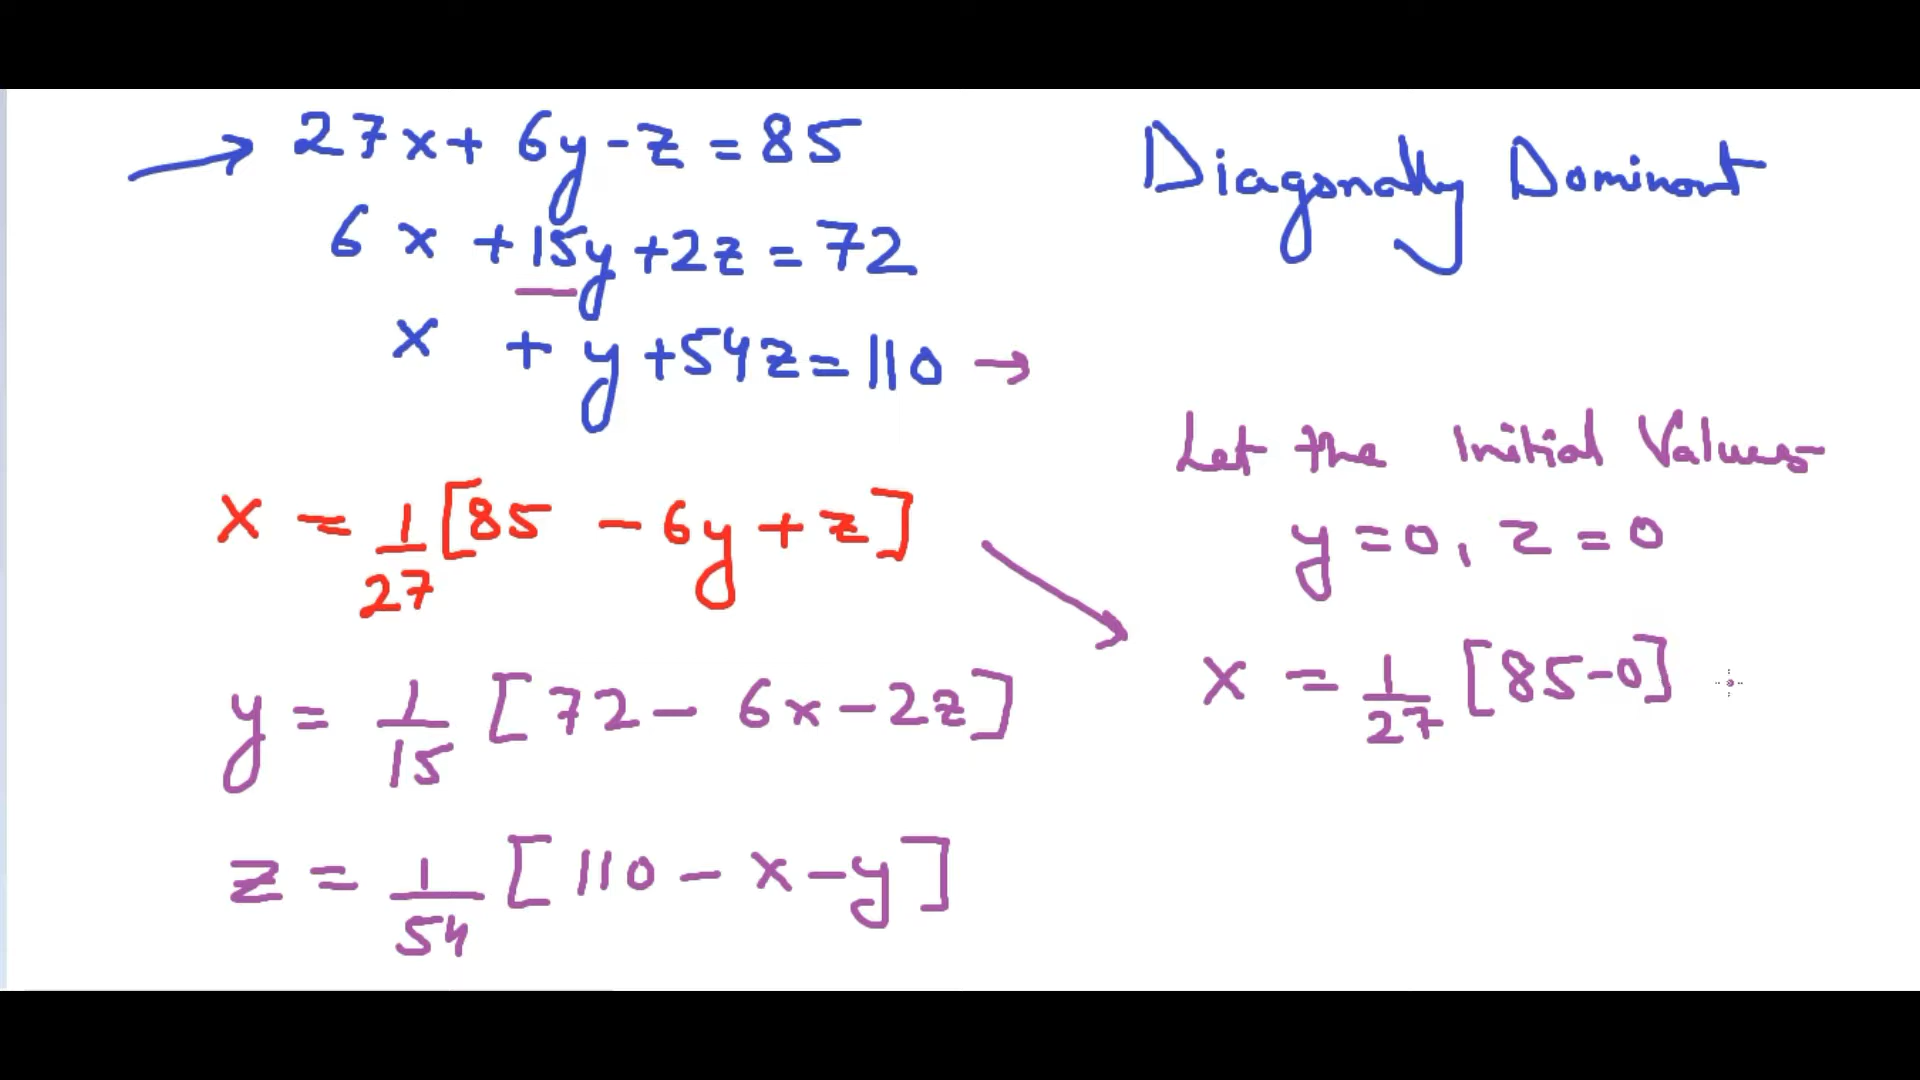 27x + 6y - z = 85
6x + 15y + 2z = 72
x + y + 54z = 110 →
x = 1/27 [85 - 6y + z]
y = 1/15 [72 - 6x - 2z]
z = 1/54 [110 - x - y]
Diagonally Dominant
Let the Initial Values
y = 0, z = 0
x = 1/27 [85 - 0]